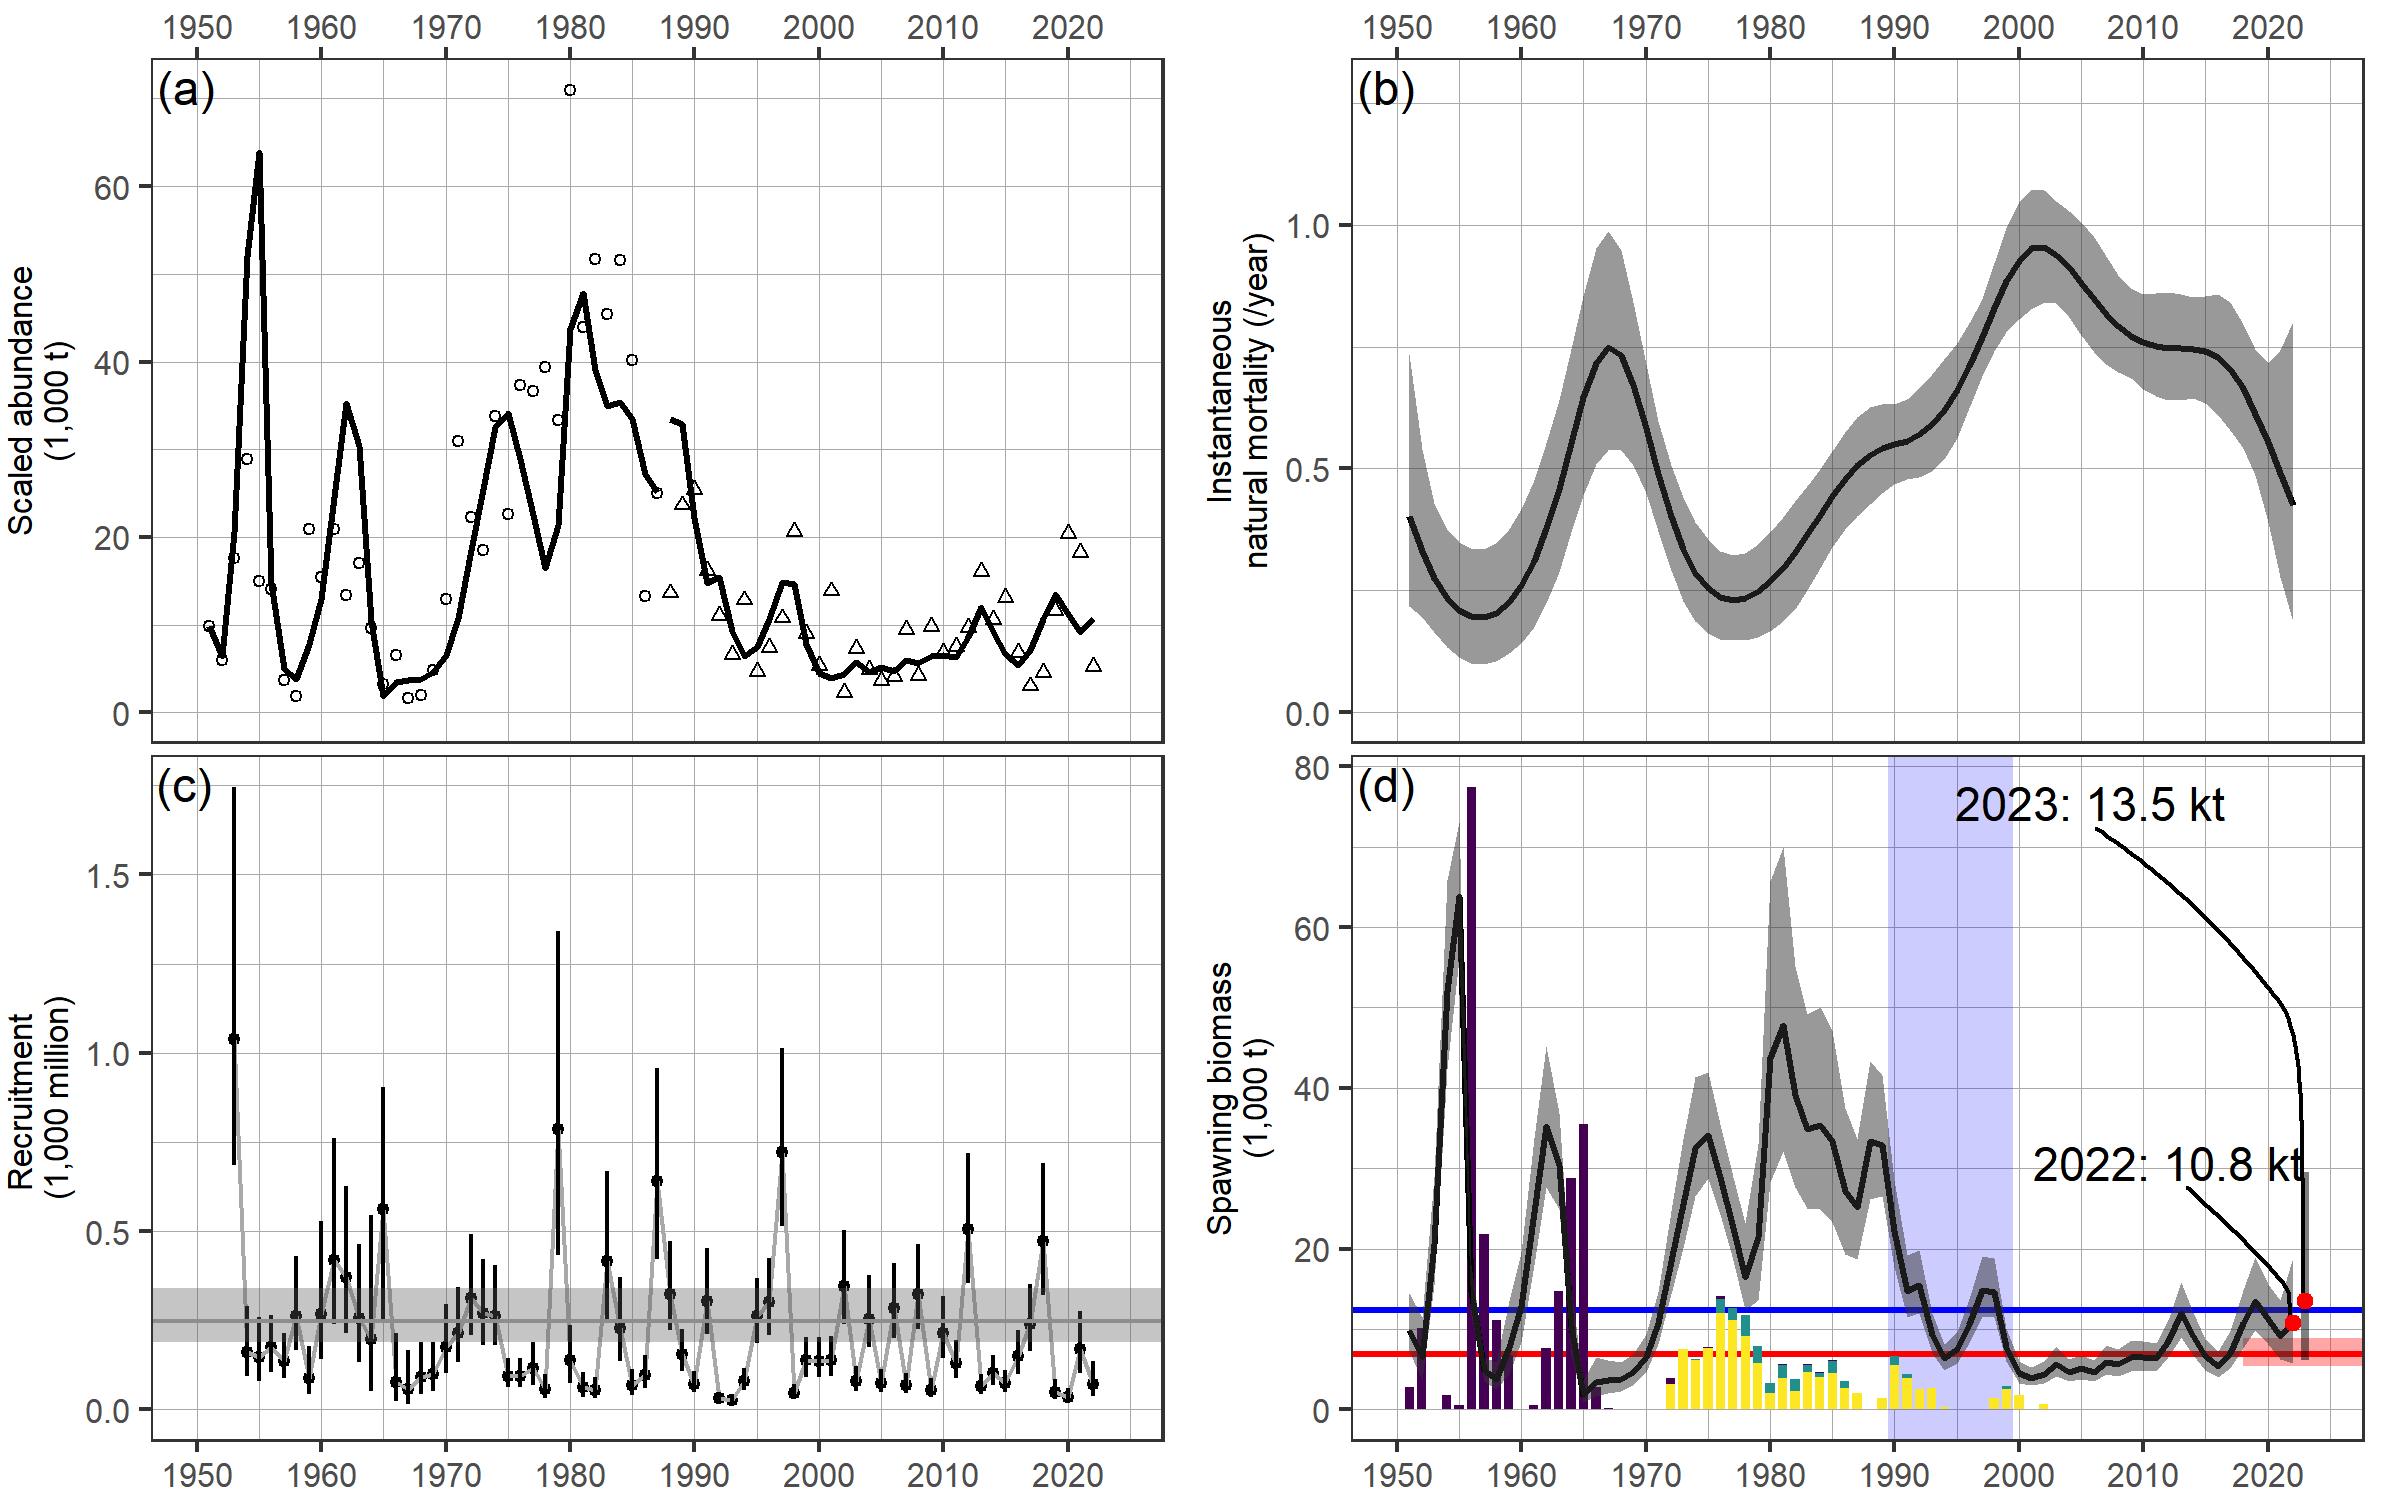 1950 1960 1970 1980 1990 2000 2010 2020
1950 1960 1970 1980 1990 2000 2010 2020
(a)
60
40
20
0
Scaled abundance
(1,000 t)
(b)
1.0
0.5
0.0
Instantaneous
natural mortality (/year)
(c)
1.5
1.0
0.5
0.0
Recruitment
(1,000 million)
(d)
80
60
40
20
0
Spawning biomass
(1,000 t)
2023: 13.5 kt
2022: 10.8 kt
1950 1960 1970 1980 1990 2000 2010 2020
1950 1960 1970 1980 1990 2000 2010 2020